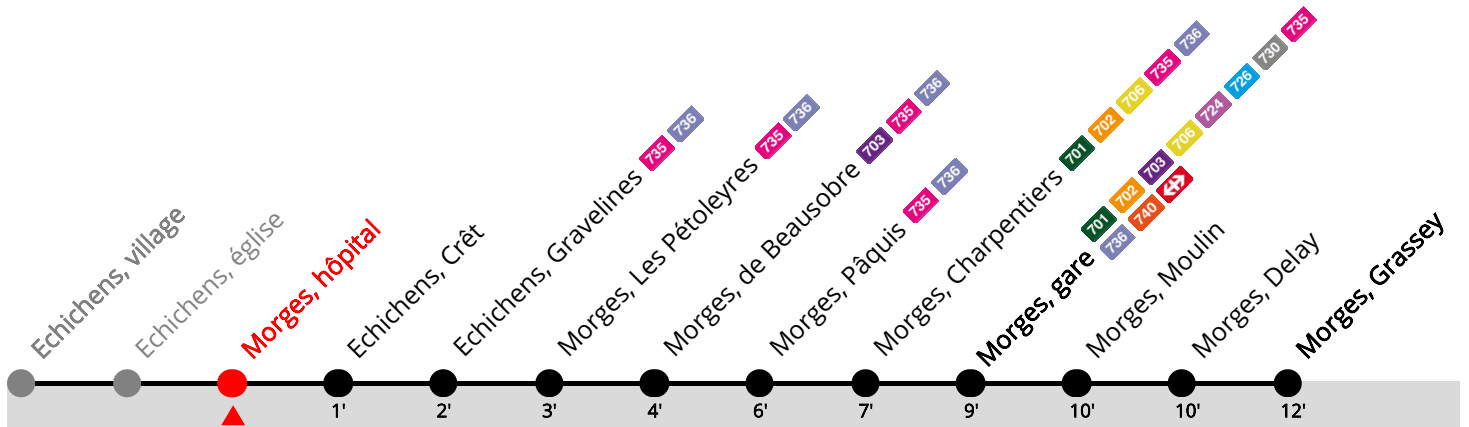 Echichens, village
Echichens, église
Morges, hôpital
Echichens, Crêt
Echichens, Gravelines 735 736
Morges, Les Pétoleyres 735 736
Morges, de Beausobre 703 735 736
Morges, Pâquis 735 736
Morges, Charpentiers 701 702 706 735 736
Morges, gare 701 702 703 706 724 726 730 735
736 740
Morges, Moulin
Morges, Delay
Morges, Grassey
1' 2' 3' 4' 6' 7' 9' 10' 10' 12'